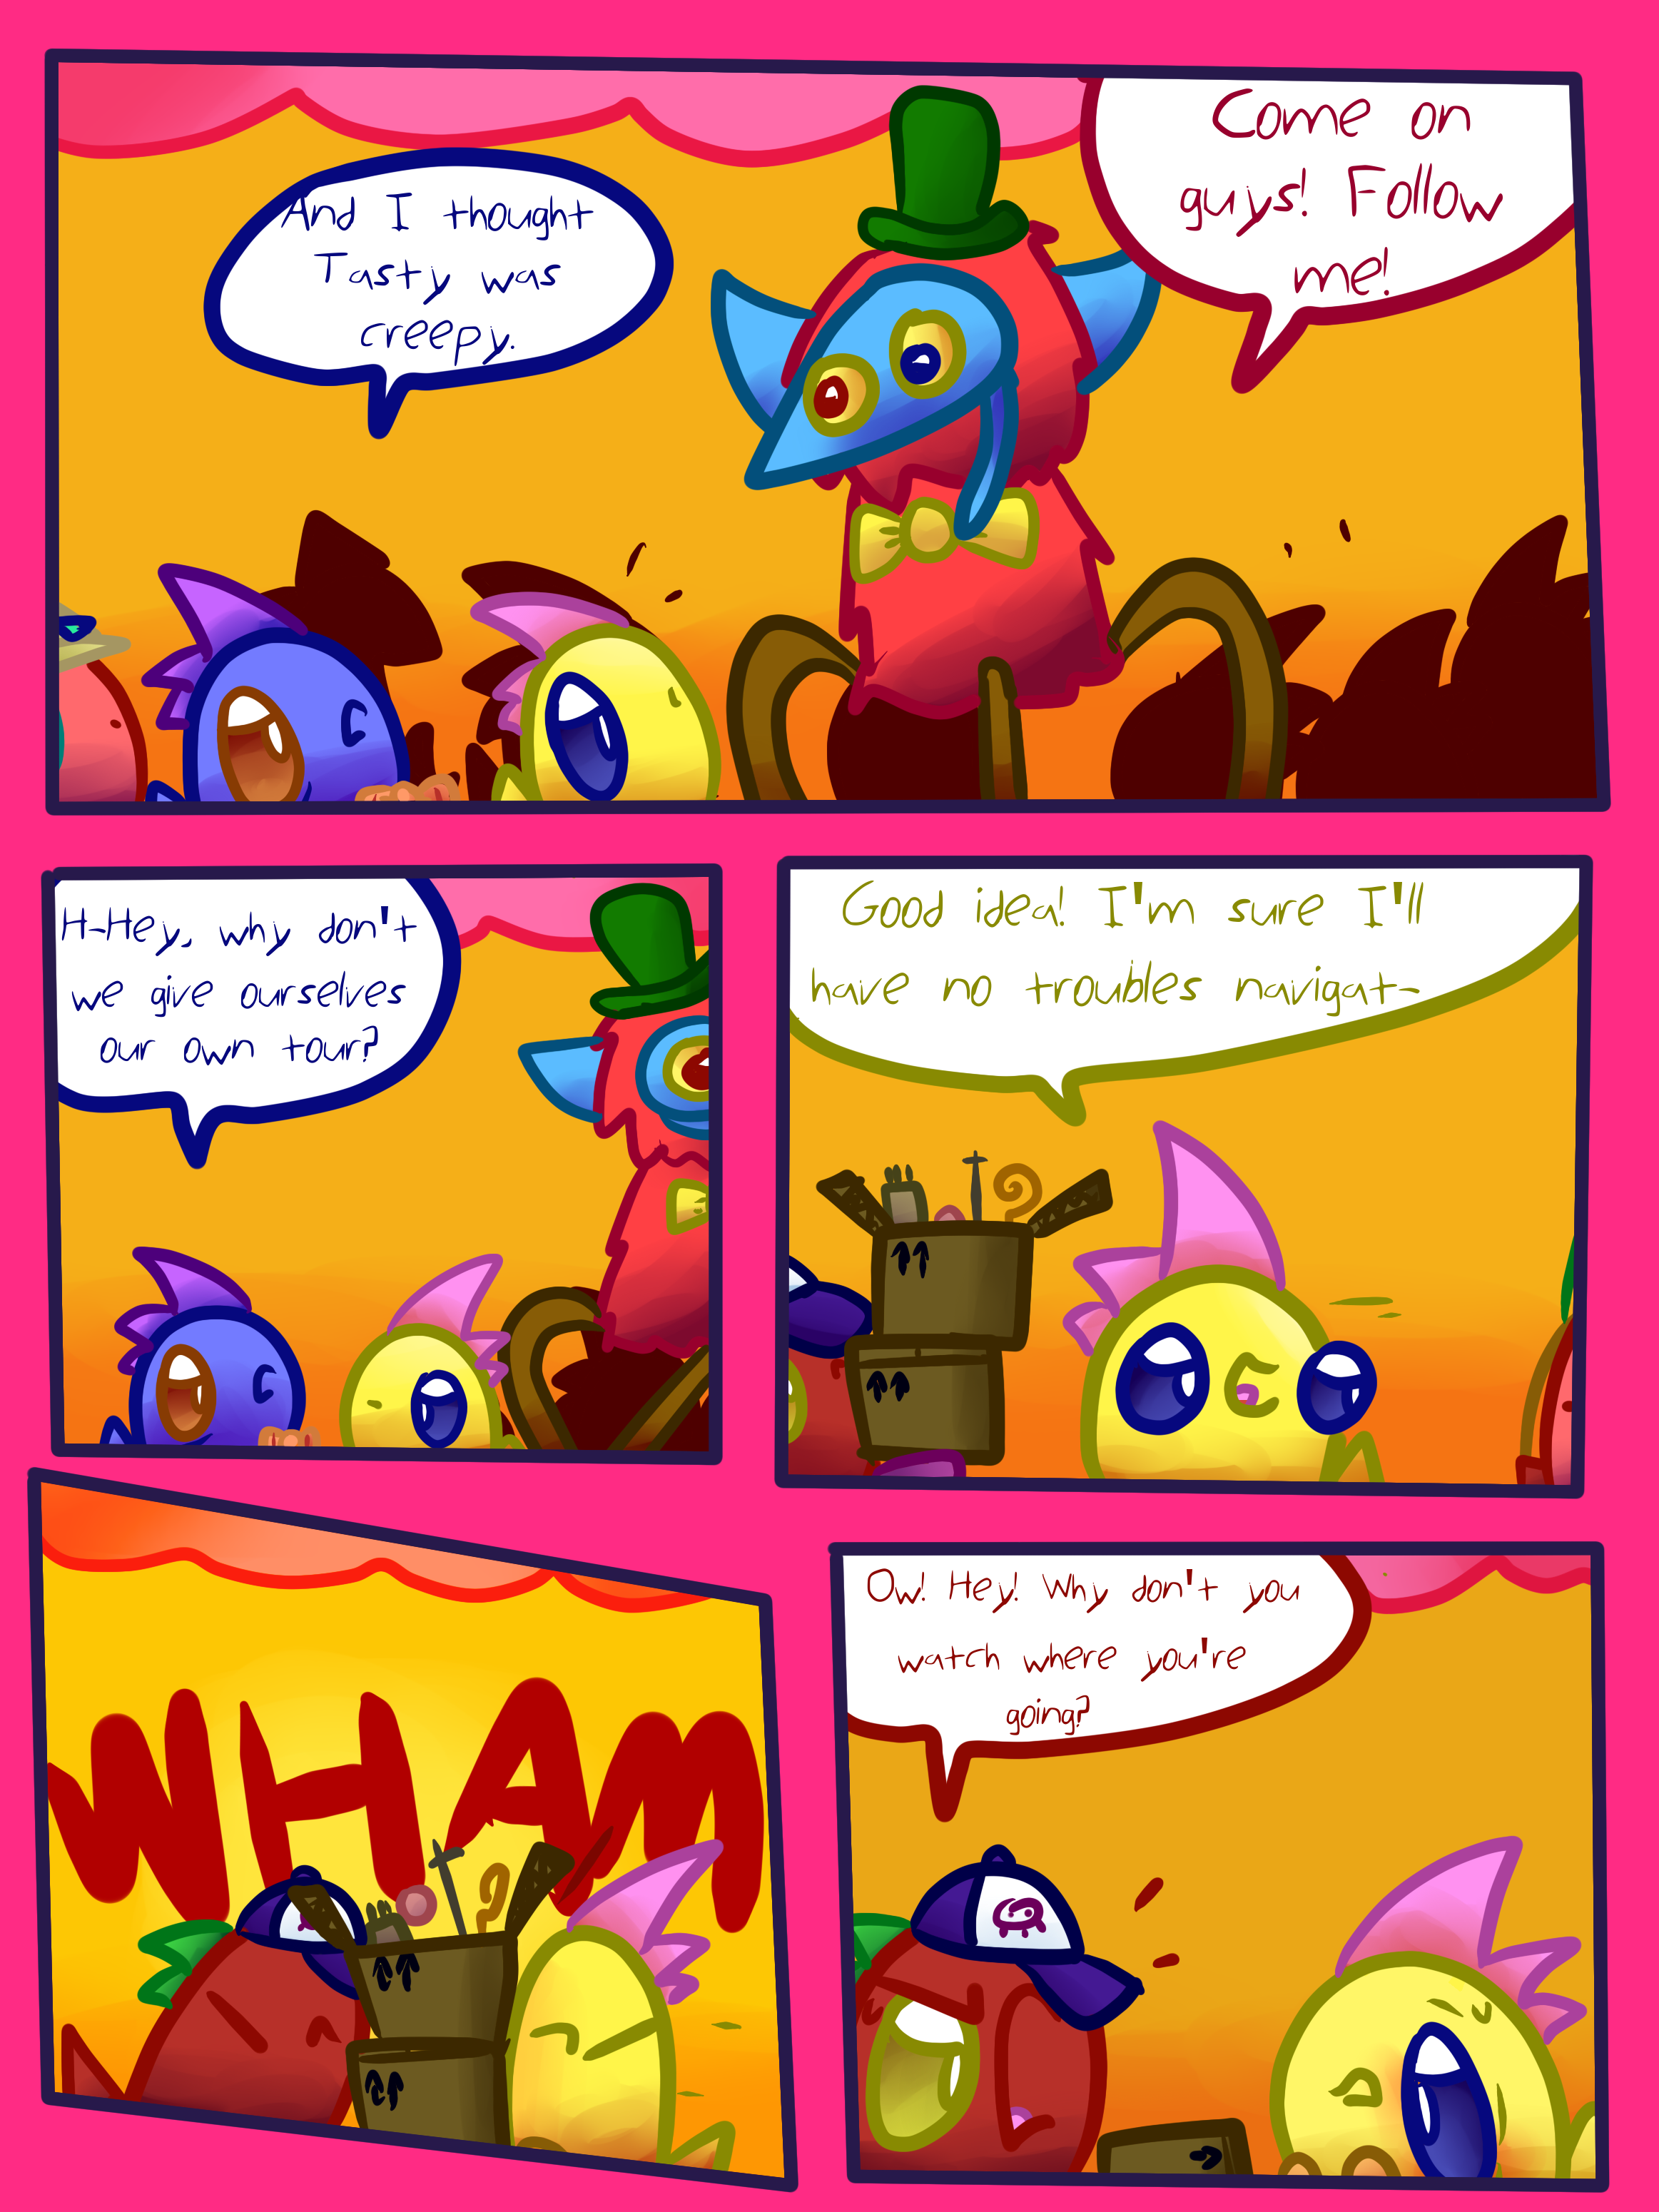 And I thought
Tasty was
creepy.
Come on
guys! Follow
me!
H-Hey, why don't
we give ourselves
our own tour?
Good idea! I'm sure I'll
have no troubles navigat-
WHAM
Ow! Hey! Why don't you
watch where you're
going?